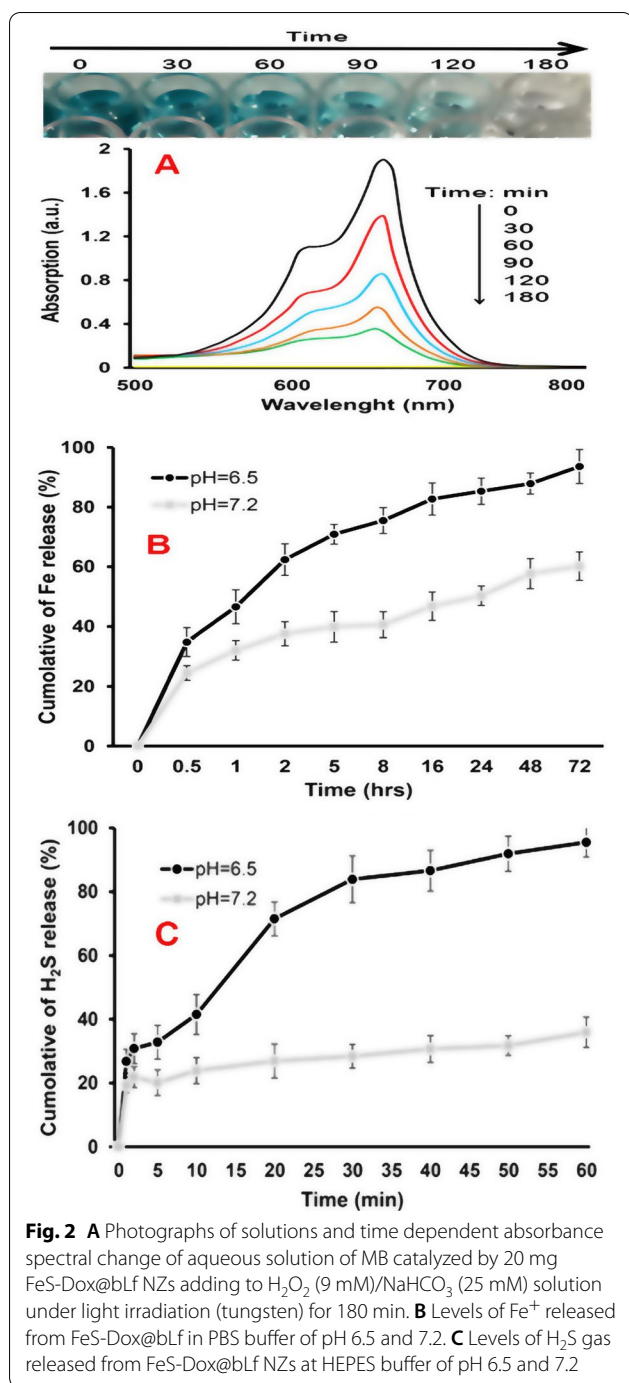 Time
0 30 60 90 120 180
A
Absorption (a.u.)
2
1.6
1.2
0.8
0.4
0
Time: min
0
30
60
90
120
180
500 600 700 800
Wavelenght (nm)
B
Cumolative of Fe release (%)
100
80
60
40
20
0
pH=6.5
pH=7.2
0 0.5 1 2 5 8 16 24 48 72
Time (hrs)
C
Cumolative of H₂S release (%)
100
80
60
40
20
0
pH=6.5
pH=7.2
0 5 10 15 20 25 30 35 40 45 50 55 60
Time (min)
Fig. 2 A Photographs of solutions and time dependent absorbance
spectral change of aqueous solution of MB catalyzed by 20 mg
FeS-Dox@bLf NZs adding to H₂O₂ (9 mM)/NaHCO₃ (25 mM) solution
under light irradiation (tungsten) for 180 min. B Levels of Fe⁺ released
from FeS-Dox@bLf in PBS buffer of pH 6.5 and 7.2. C Levels of H₂S gas
released from FeS-Dox@bLf NZs at HEPES buffer of pH 6.5 and 7.2